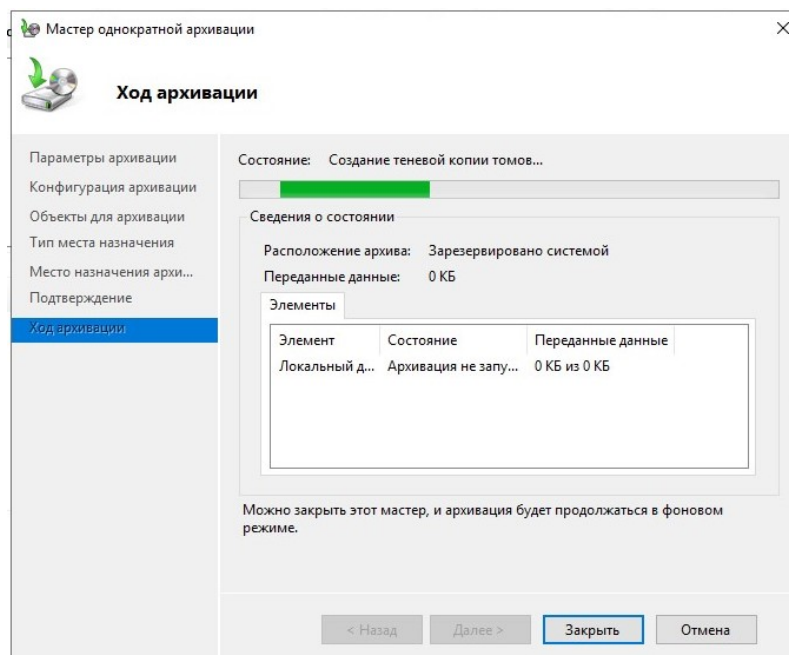 Мастер однократной архивации
Ход архивации
Параметры архивации
Конфигурация архивации
Объекты для архивации
Тип места назначения
Место назначения архи...
Подтверждение
Ход архивации
Состояние: Создание теневой копии томов...
Сведения о состоянии
Расположение архива: Зарезервировано системой
Переданные данные: 0 КБ
Элементы
Элемент Состояние Переданные данные
Локальный д... Архивация не запу... 0 КБ из 0 КБ
Можно закрыть этот мастер, и архивация будет продолжаться в фоновом
режиме.
< Назад Далее > Закрыть Отмена